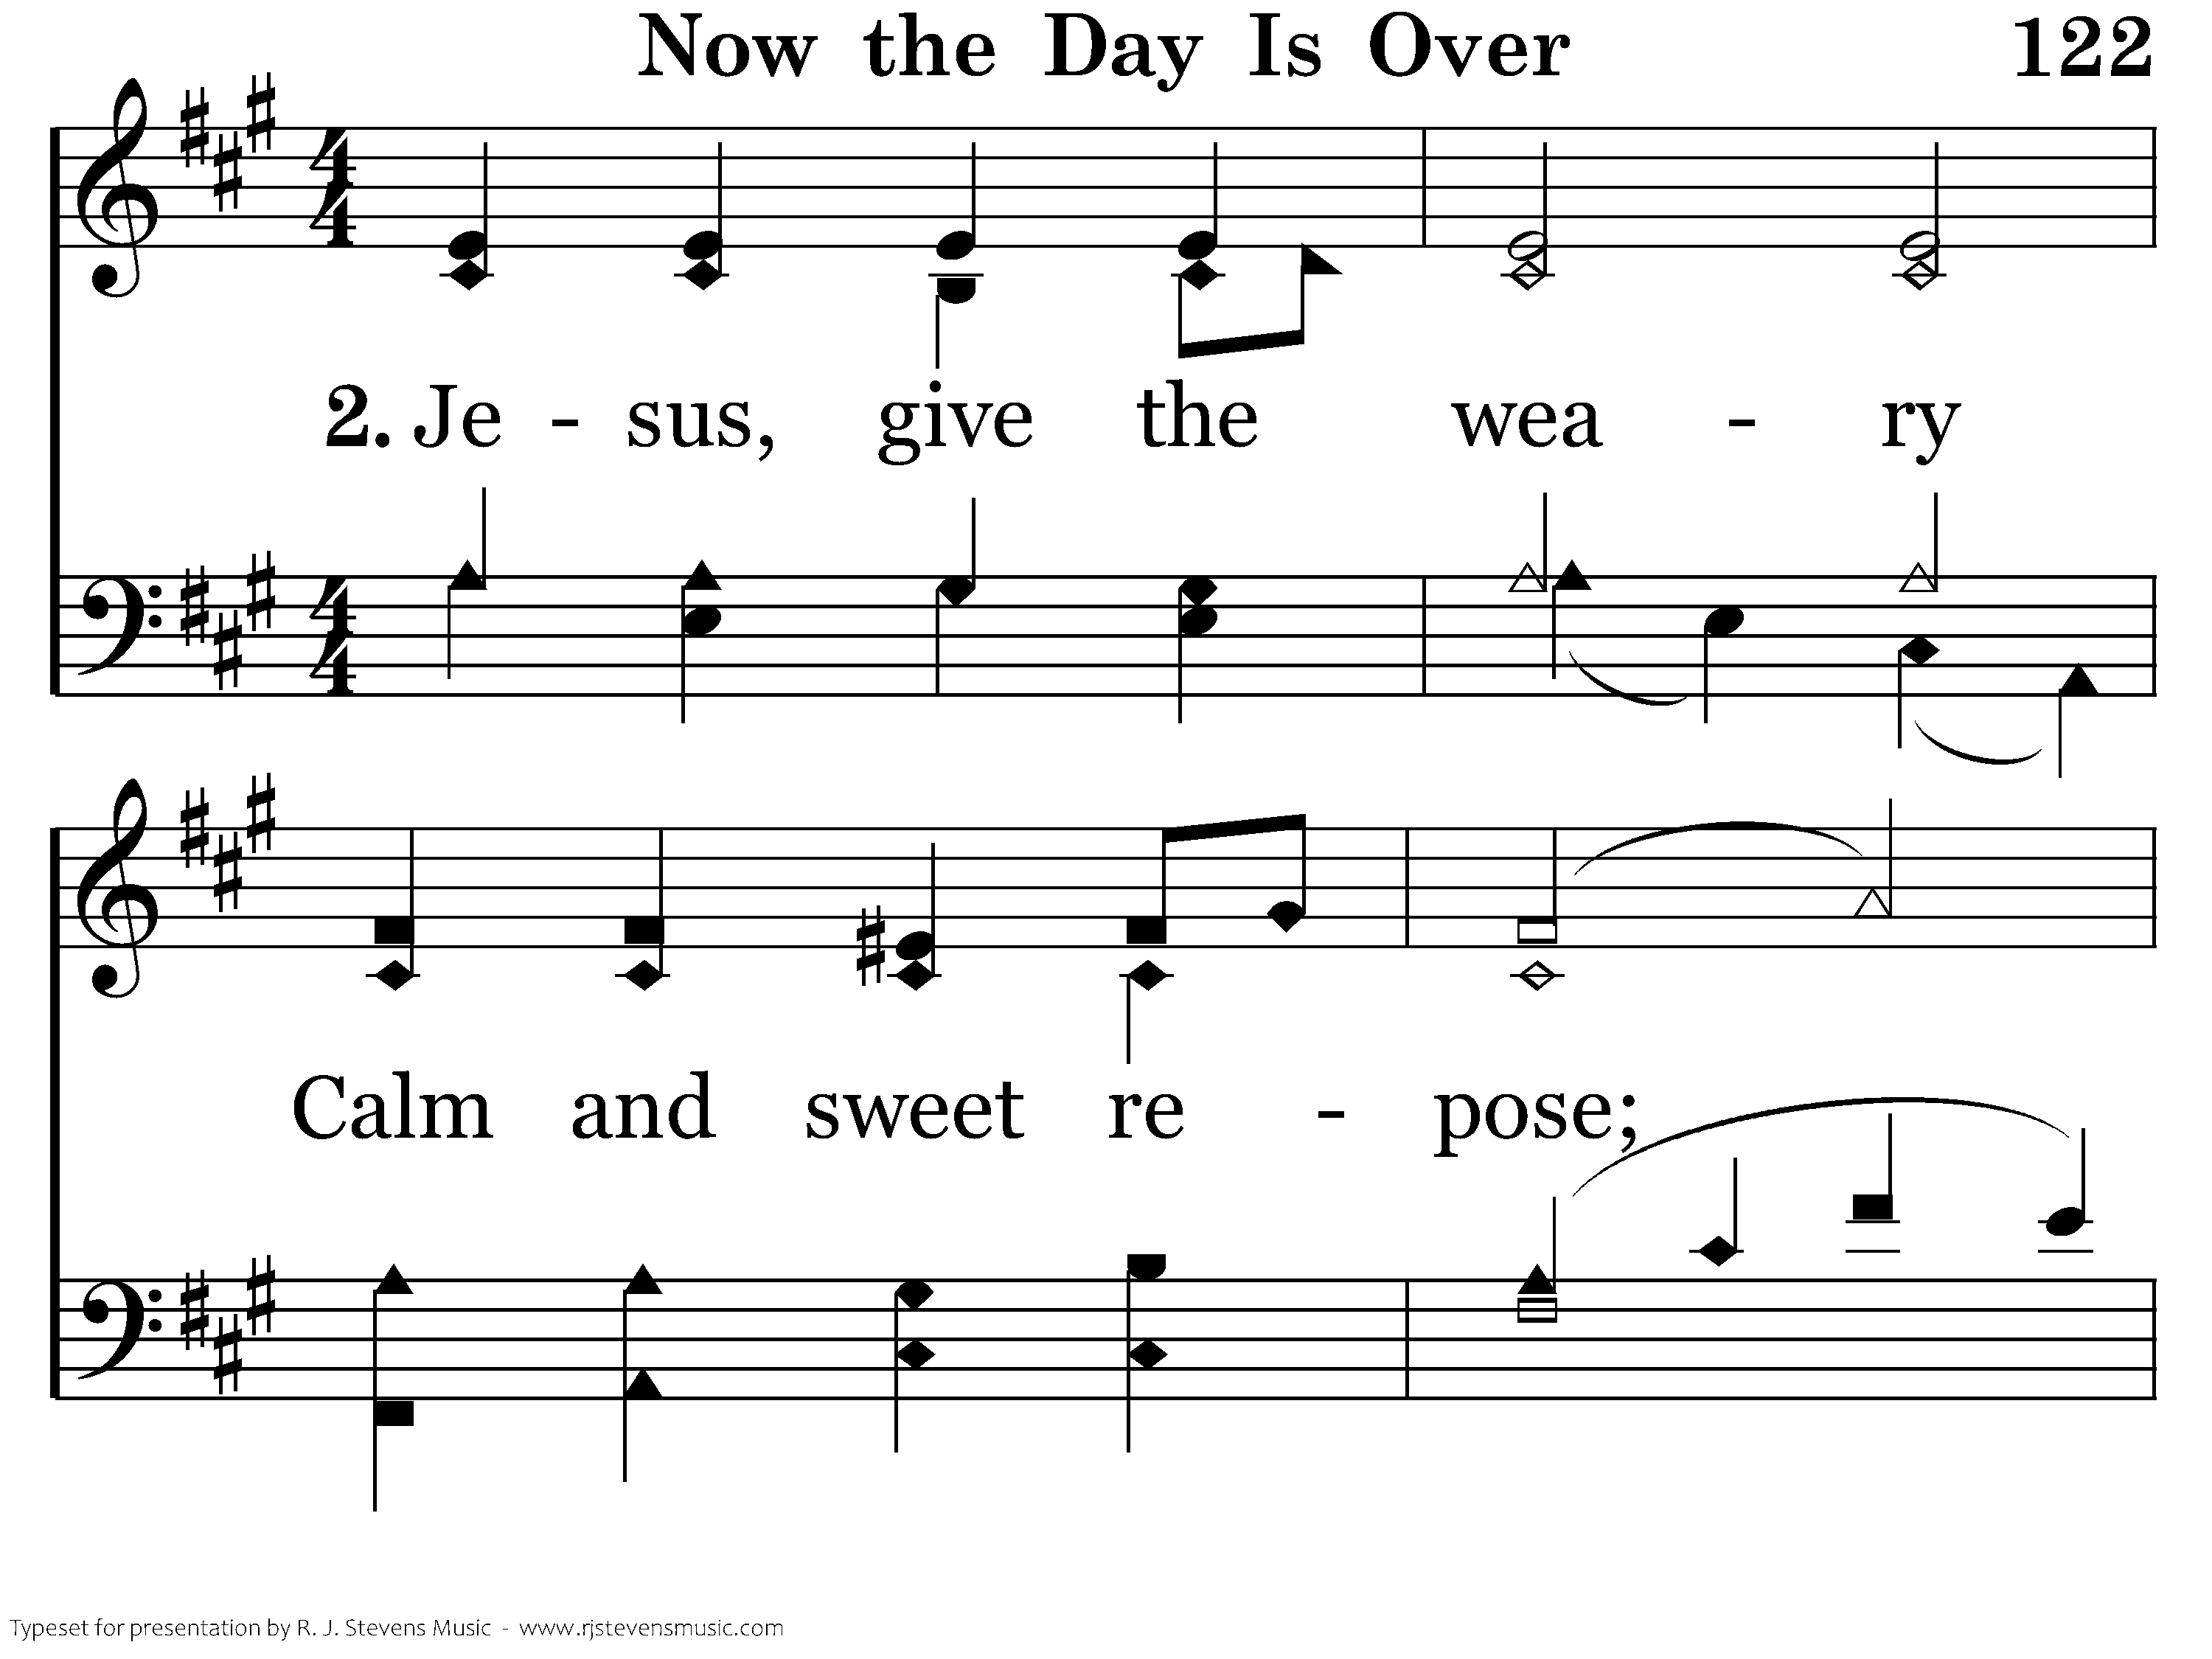 Now the Day Is Over 122
2. Je - sus, give the wea - ry
Calm and sweet re - pose;
Typeset for presentation by R. J. Stevens Music - www.rjstevensmusic.com